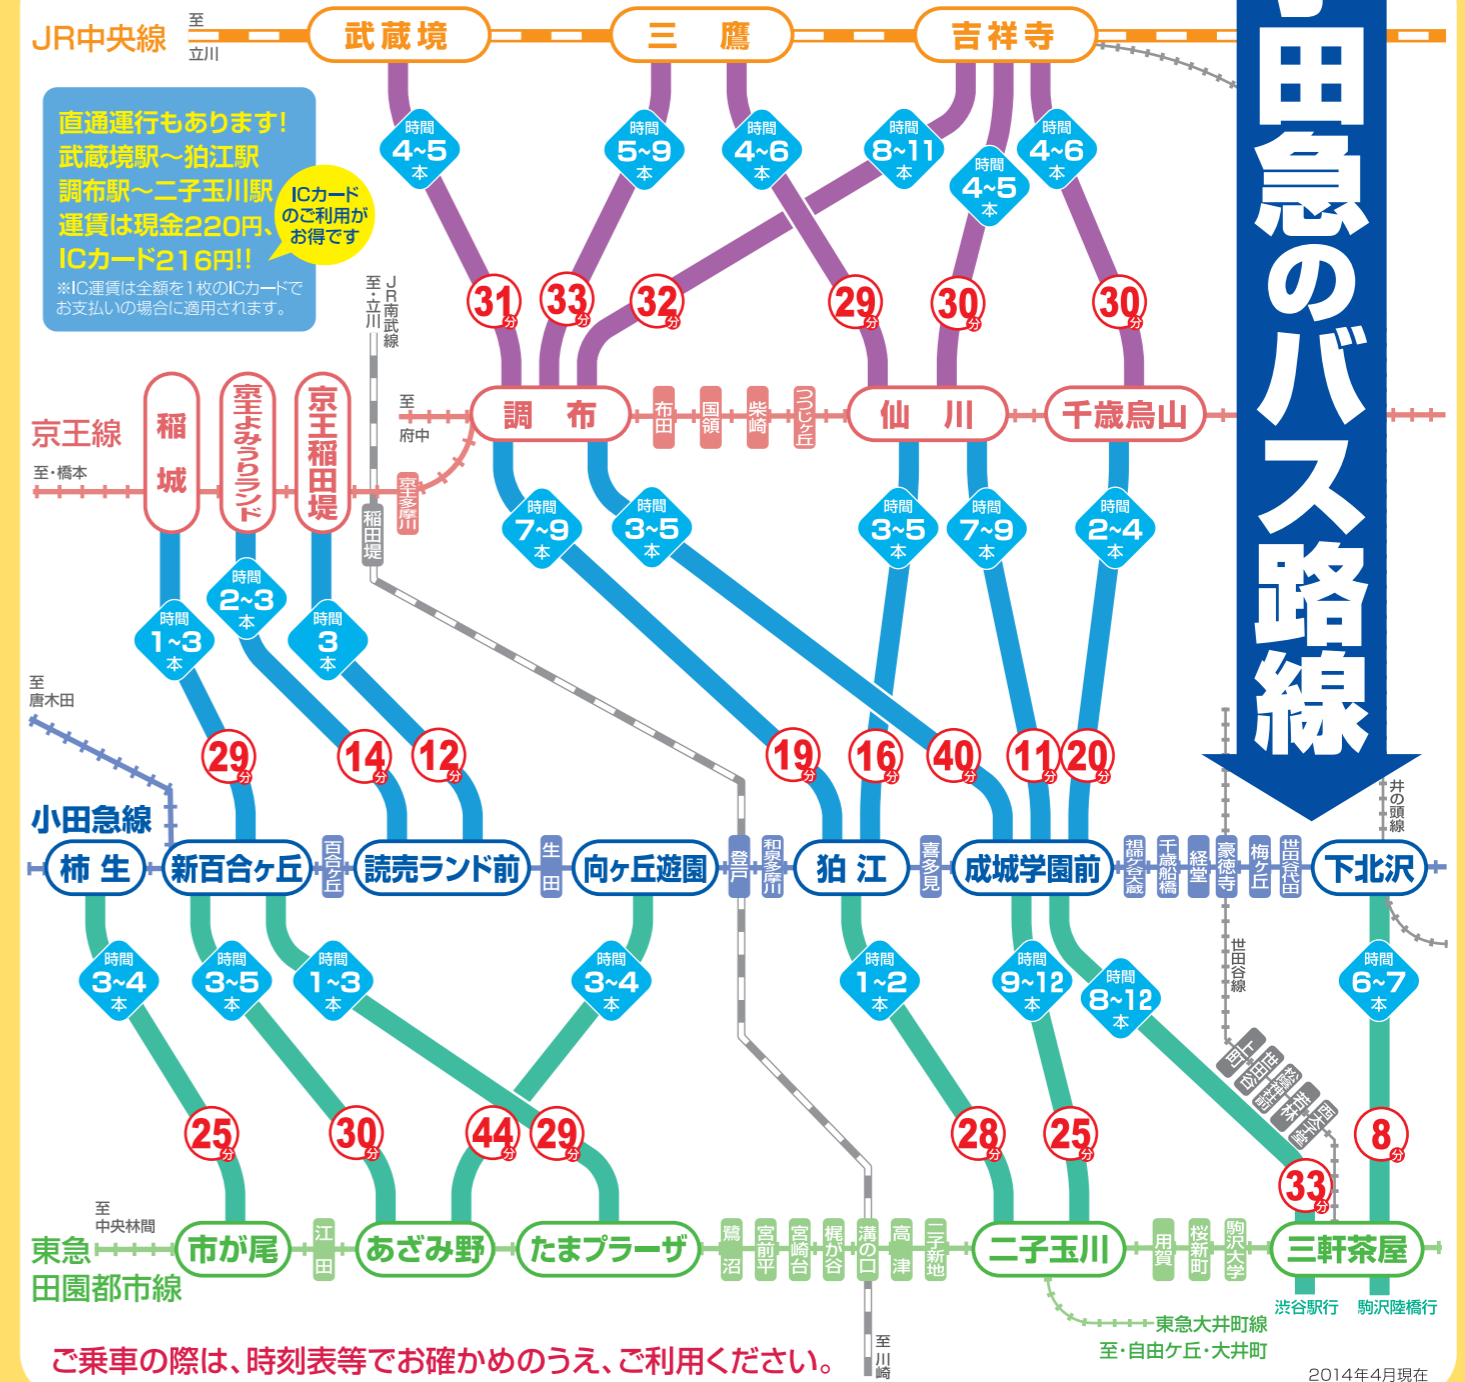 JR中央線
至
立川
武蔵境
三鷹
吉祥寺
小田急のバス路線
直通運行もあります!
武蔵境駅～狛江駅
調布駅～二子玉川駅
運賃は現金220円、
ICカード216円!!
※IC運賃は全額を1枚のICカードで
お支払いの場合に適用されます。
ICカード
のご利用が
お得です
時間
4~5
本
時間
5~9
本
時間
4~6
本
時間
8~11
本
時間
4~5
本
時間
4~6
本
31分
33分
32分
29分
30分
30分
至・立川
JR南武線
京王線
至・橋本
稲城
京王よみうりランド
京王稲田堤
京王多摩川
稲田堤
至
府中
調布
布田
国領
柴崎
つつじヶ丘
仙川
千歳烏山
時間
1~3
本
時間
2~3
本
時間
3
本
時間
7~9
本
時間
3~5
本
時間
3~5
本
時間
7~9
本
時間
2~4
本
29分
14分
12分
19分
16分
40分
11分
20分
至
唐木田
小田急線
柿生
新百合ヶ丘
百合ヶ丘
読売ランド前
生田
向ヶ丘遊園
登戸
和泉多摩川
狛江
喜多見
成城学園前
祖師ヶ谷大蔵
千歳船橋
経堂
豪徳寺
梅ヶ丘
世田谷代田
下北沢
井の頭線
時間
3~4
本
時間
3~5
本
時間
1~3
本
時間
3~4
本
時間
1~2
本
時間
9~12
本
時間
8~12
本
時間
6~7
本
世田谷線
上町
世田谷
松陰神社前
若林
西太子堂
25分
30分
44分
29分
28分
25分
33分
8分
東急
田園都市線
至
中央林間
市が尾
江田
あざみ野
たまプラーザ
鷺沼
宮前平
宮崎台
梶が谷
溝の口
高津
二子新地
二子玉川
用賀
桜新町
駒沢大学
三軒茶屋
渋谷駅行
駒沢陸橋行
東急大井町線
至・自由ケ丘・大井町
至川崎
ご乗車の際は、時刻表等でお確かめのうえ、ご利用ください。
2014年4月現在